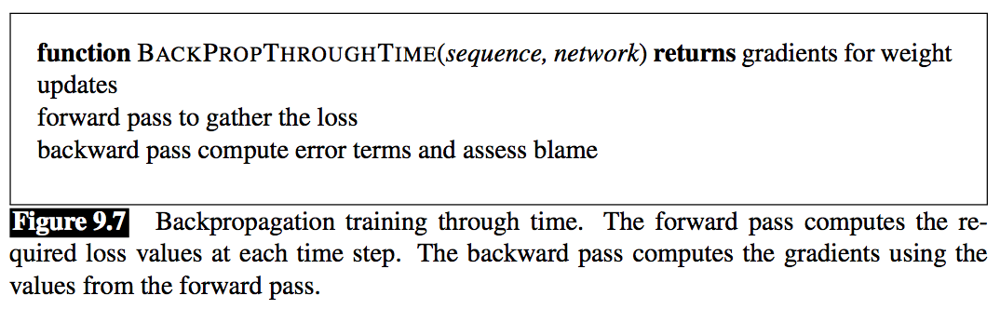 function BACKPROPTHROUGHTIME(sequence, network) returns gradients for weight
updates
forward pass to gather the loss
backward pass compute error terms and assess blame
Figure 9.7 Backpropagation training through time. The forward pass computes the re-
quired loss values at each time step. The backward pass computes the gradients using the
values from the forward pass.